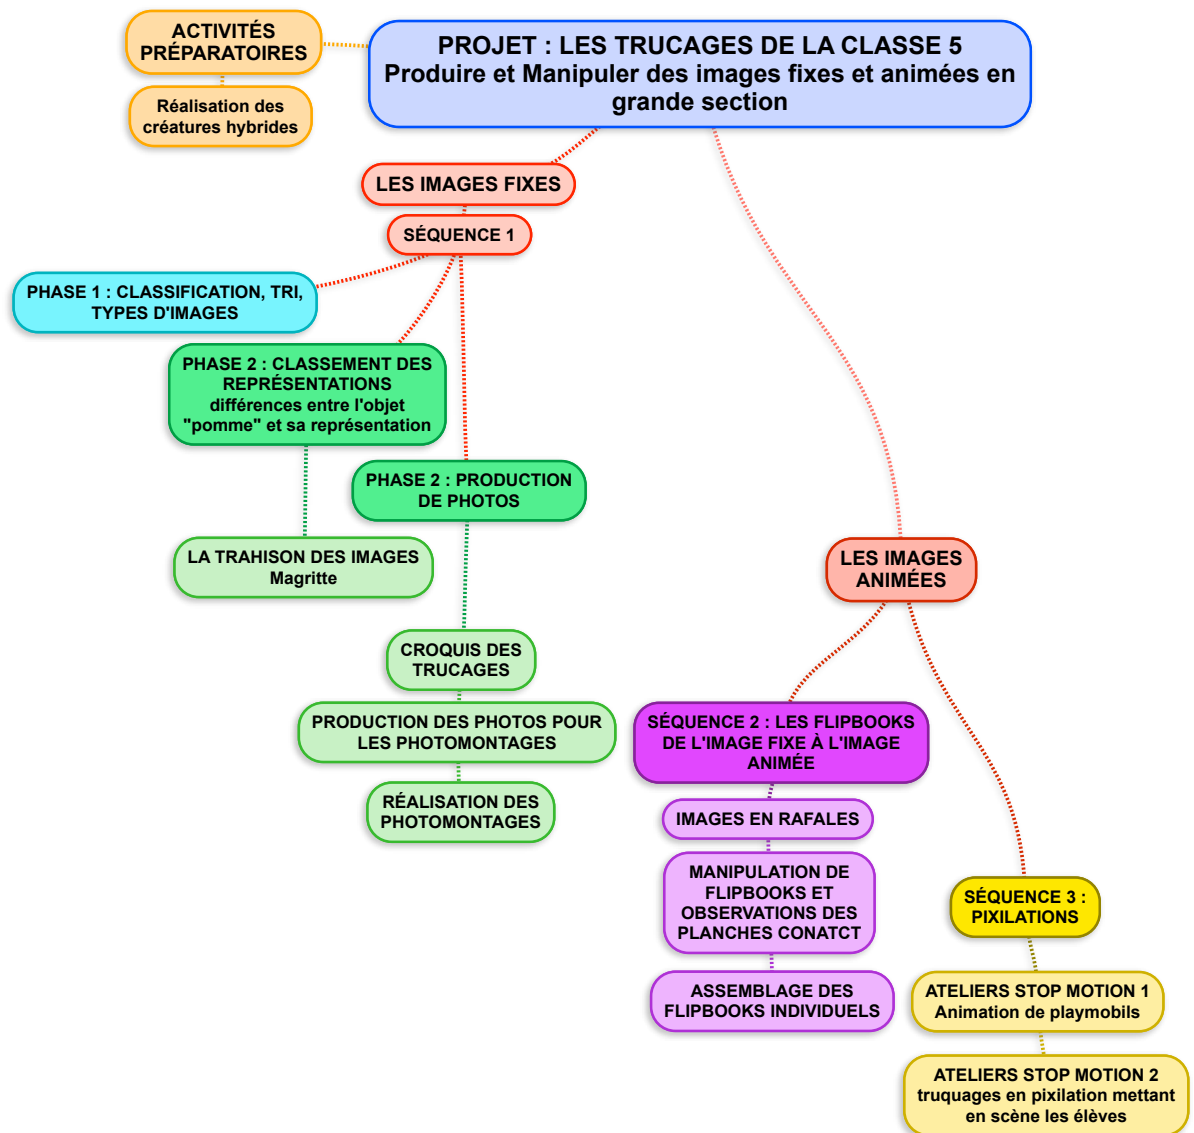 ACTIVITÉS
PRÉPARATOIRES
Réalisation des
créatures hybrides
PROJET : LES TRUCAGES DE LA CLASSE 5
Produire et Manipuler des images fixes et animées en
grande section
LES IMAGES FIXES
SÉQUENCE 1
PHASE 1 : CLASSIFICATION, TRI,
TYPES D'IMAGES
PHASE 2 : CLASSEMENT DES
REPRÉSENTATIONS
différences entre l'objet
"pomme" et sa représentation
LA TRAHISON DES IMAGES
Magritte
PHASE 2 : PRODUCTION
DE PHOTOS
CROQUIS DES
TRUCAGES
PRODUCTION DES PHOTOS POUR
LES PHOTOMONTAGES
RÉALISATION DES
PHOTOMONTAGES
LES IMAGES
ANIMÉES
SÉQUENCE 2 : LES FLIPBOOKS
DE L'IMAGE FIXE À L'IMAGE
ANIMÉE
IMAGES EN RAFALES
MANIPULATION DE
FLIPBOOKS ET
OBSERVATIONS DES
PLANCHES CONATCT
ASSEMBLAGE DES
FLIPBOOKS INDIVIDUELS
SÉQUENCE 3 :
PIXILATIONS
ATELIERS STOP MOTION 1
Animation de playmobils
ATELIERS STOP MOTION 2
truquages en pixilation mettant
en scène les élèves